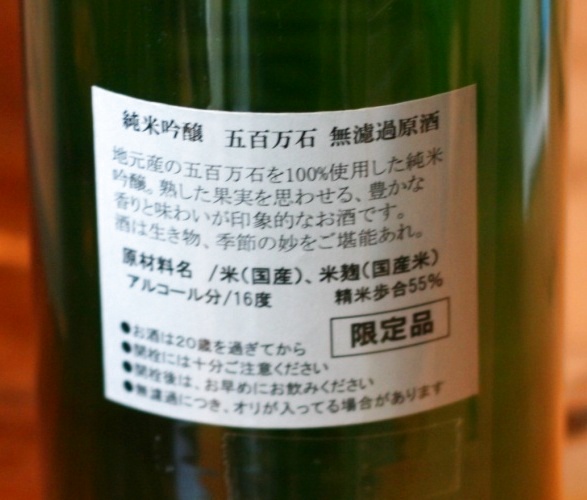 純米吟醸 五百万石 無濾過原酒
地元産の五百万石を100%使用した純米
吟醸。熟した果実を思わせる、豊かな
香りと味わいが印象的なお酒です。
酒は生き物、季節の妙をご堪能あれ。
原材料名 /米(国産)、米麹(国産米)
アルコール分/16度 精米歩合55%
限定品
●お酒は20歳を過ぎてから
●開栓には十分ご注意ください
●開栓後は、お早めにお飲みください
●無濾過につき、オリが入ってる場合があります